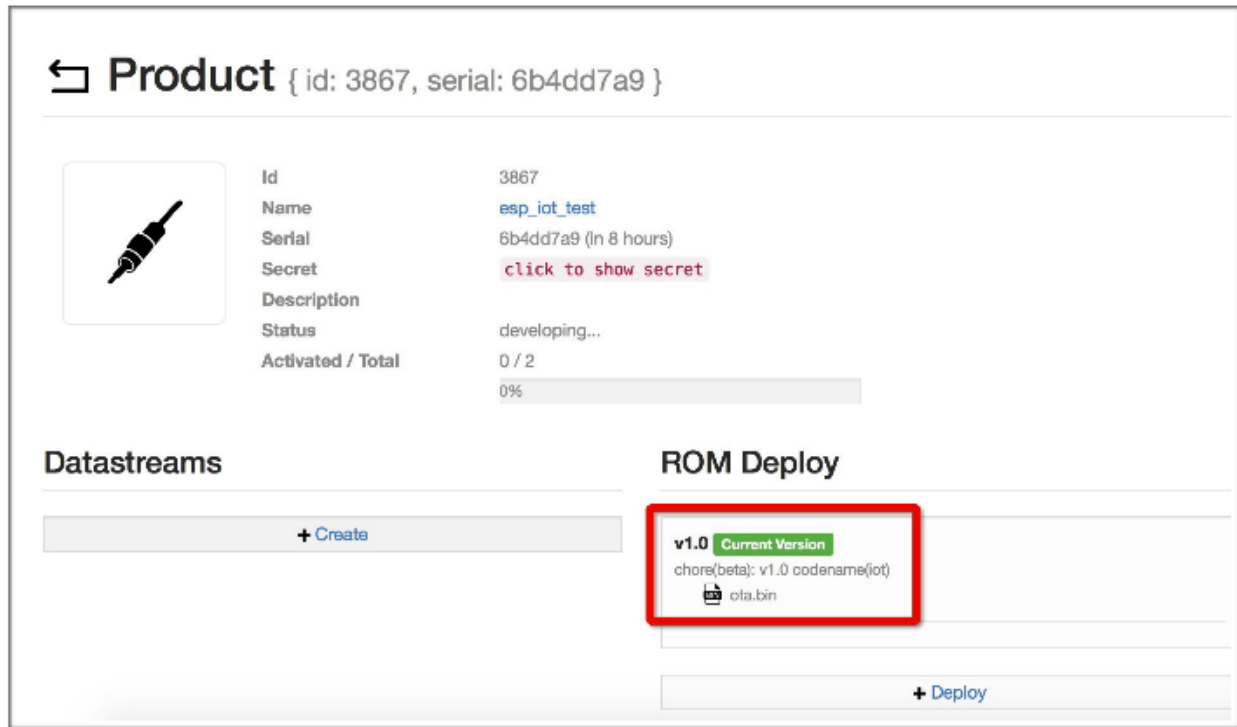 Product { id: 3867, serial: 6b4dd7a9 }
Id 3867
Name esp_iot_test
Serial 6b4dd7a9 (in 8 hours)
Secret click to show secret
Description
Status developing...
Activated / Total 0 / 2
0%
Datastreams
+ Create
ROM Deploy
v1.0 Current Version
chore(beta): v1.0 codename(iot)
ota.bin
+ Deploy